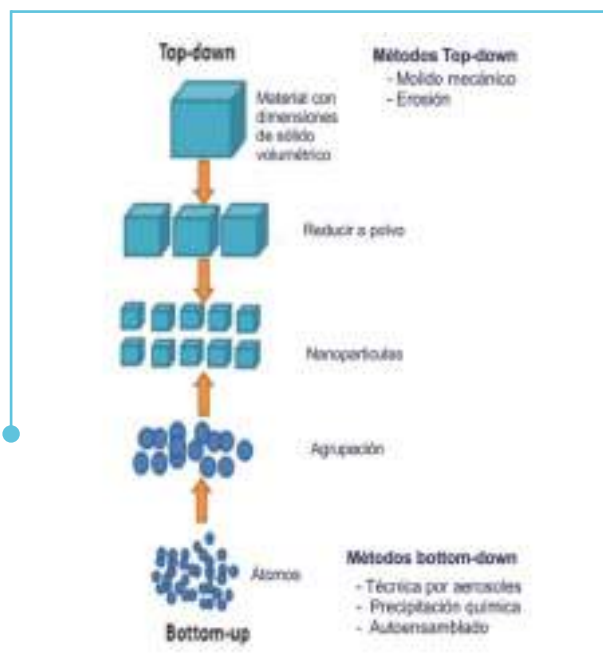 Top-down
Métodos Top-down
- Molido mecánico
- Erosión
Material con
dimensiones
de sólido
volumétrico
Reducir a polvo
Nanopartículas
Agrupación
Átomos
Métodos bottom-down
- Técnica por aerosoles
- Precipitación química
- Autoensamblado
Bottom-up